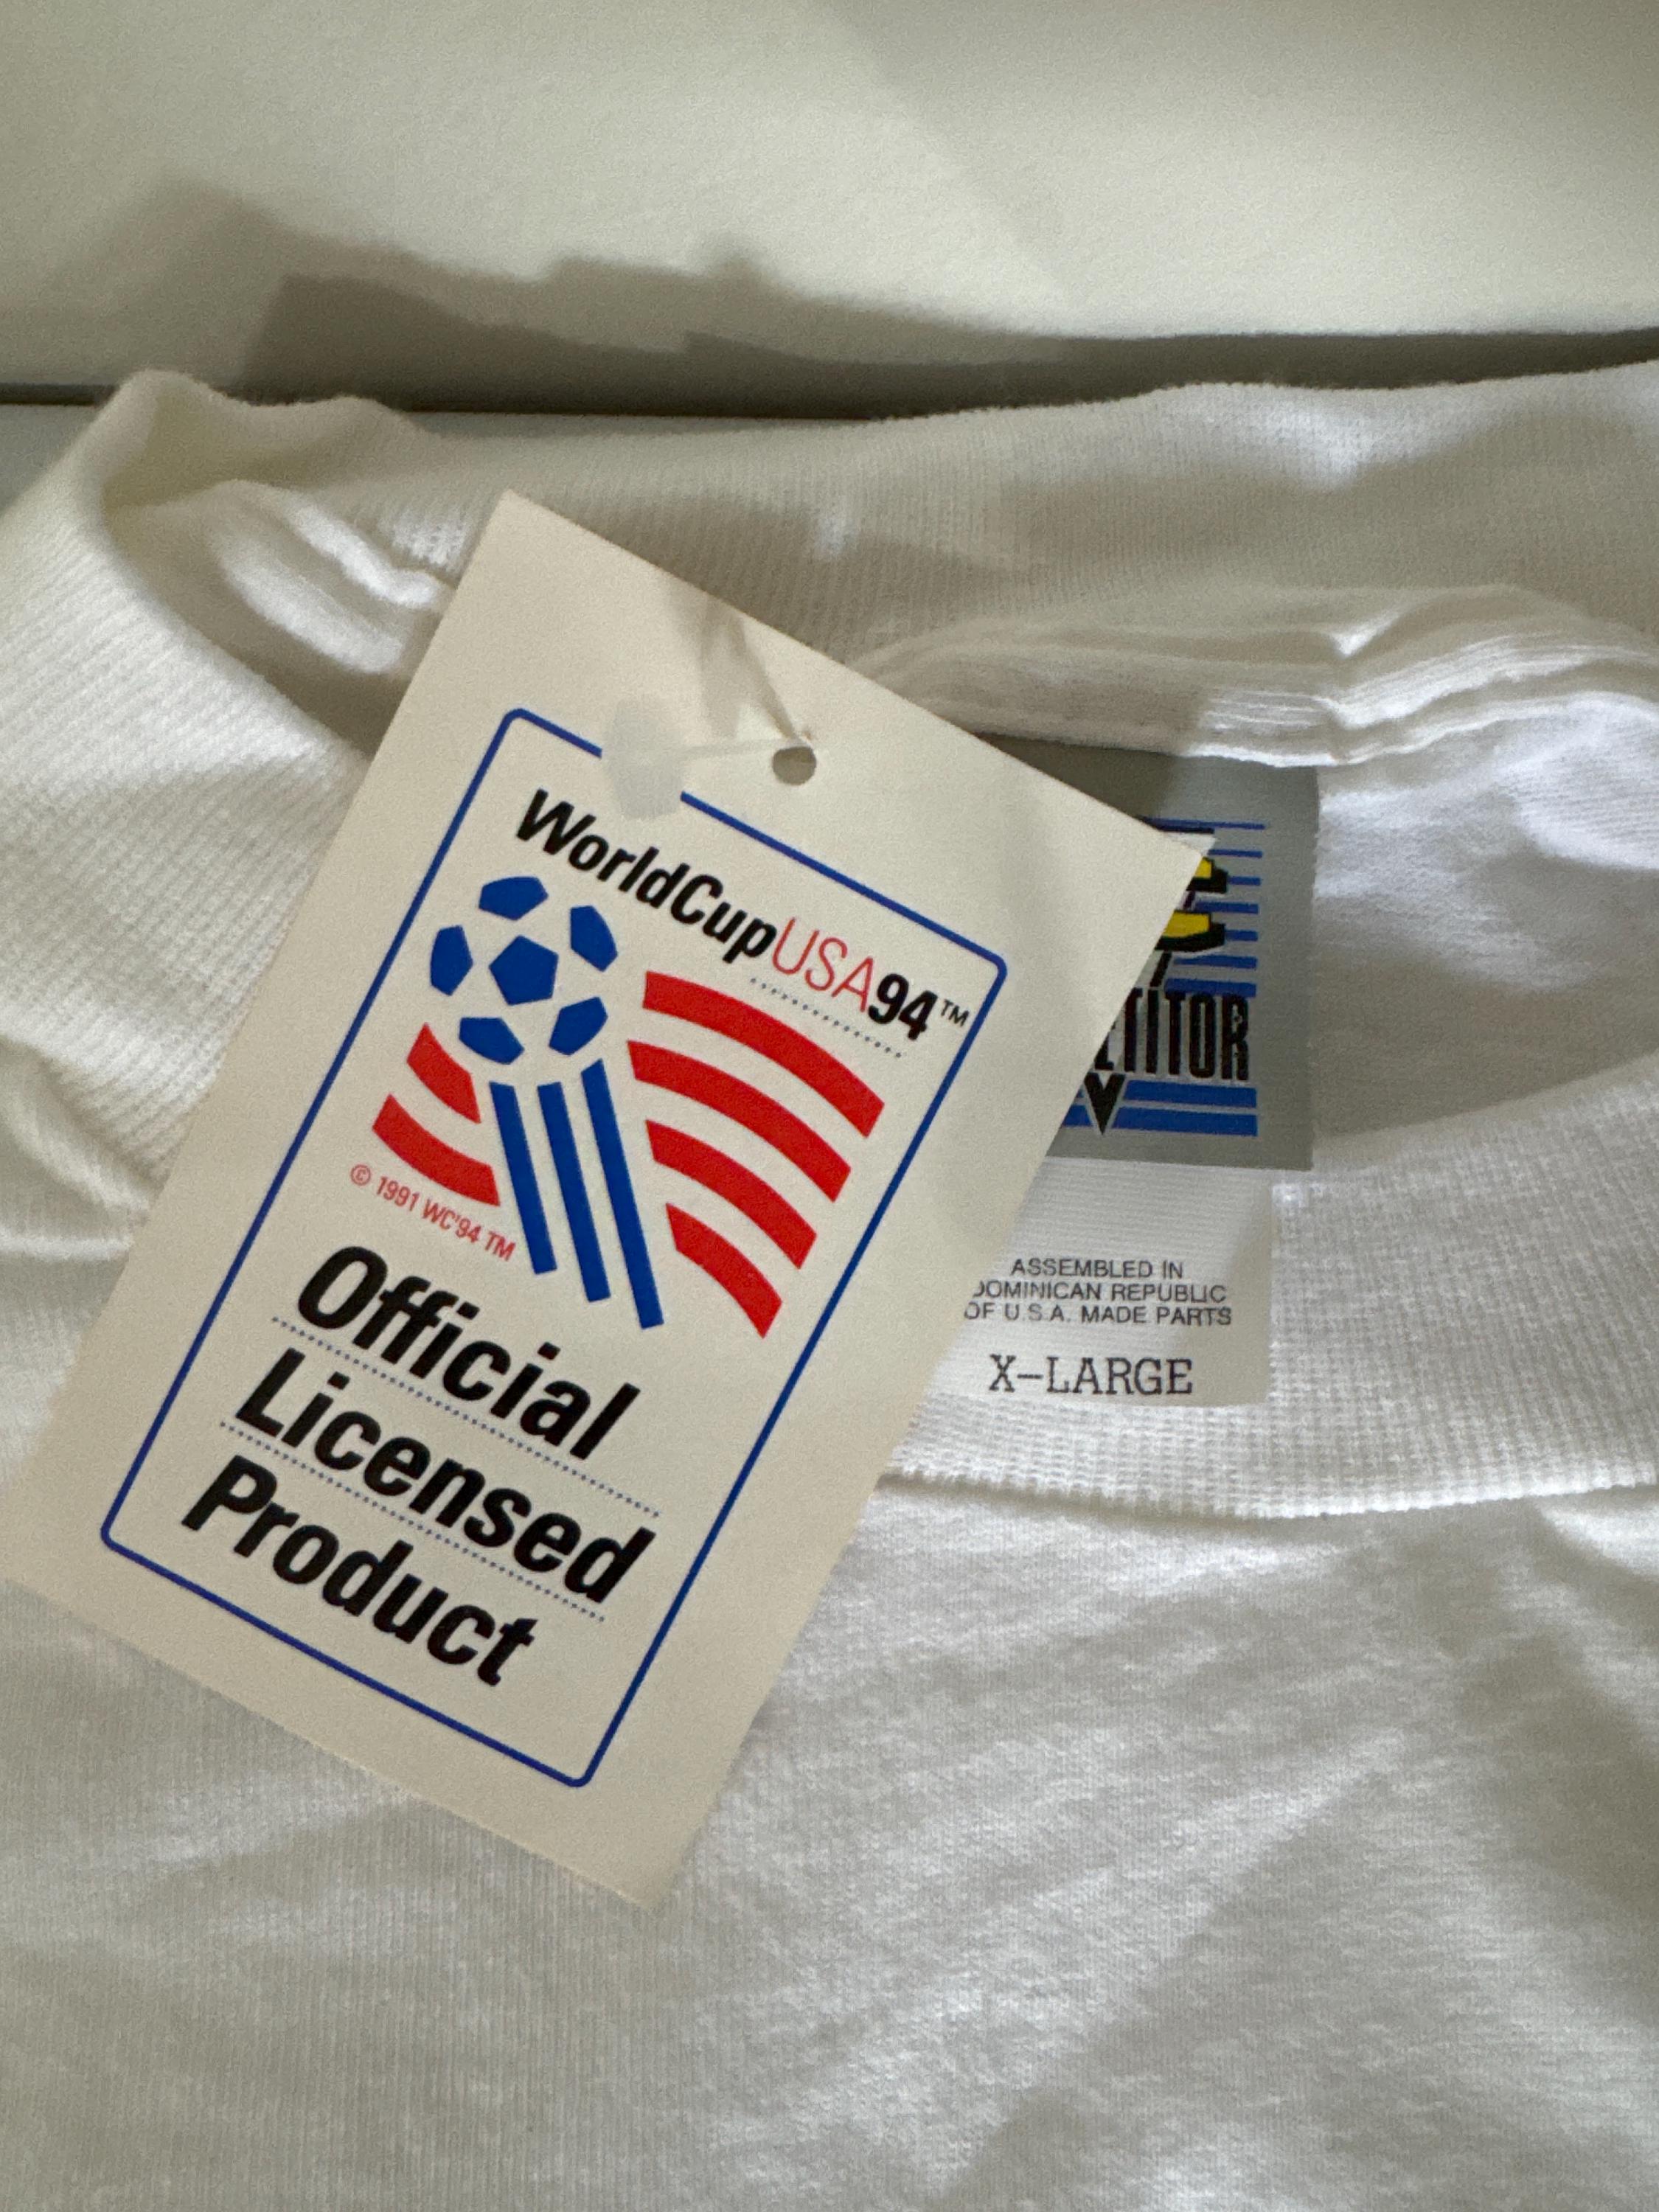 WorldCupUSA94™
© 1991 WC'94 TM
Official
Licensed
Product
ASSEMBLED IN
DOMINICAN REPUBLIC
OF U.S.A. MADE PARTS
X-LARGE